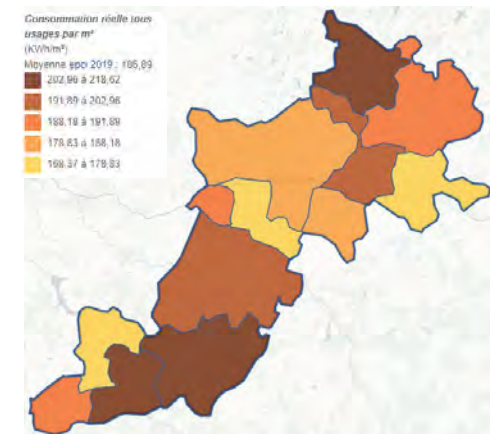 Consommation réelle tous
usages par m²
(KWh/m²)
Moyenne epci 2019 : 186,89
202,96 à 218,62
191,89 à 202,96
188,18 à 191,89
178,83 à 188,18
168,37 à 178,83